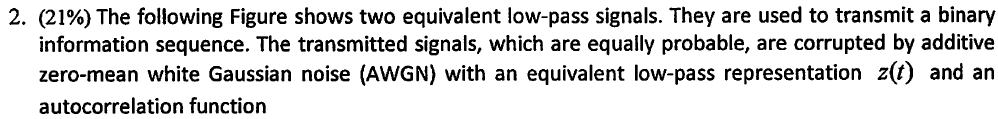 2. (21%) The following Figure shows two equivalent low-pass signals. They are used to transmit a binary
information sequence. The transmitted signals, which are equally probable, are corrupted by additive
zero-mean white Gaussian noise (AWGN) with an equivalent low-pass representation z(t) and an
autocorrelation function